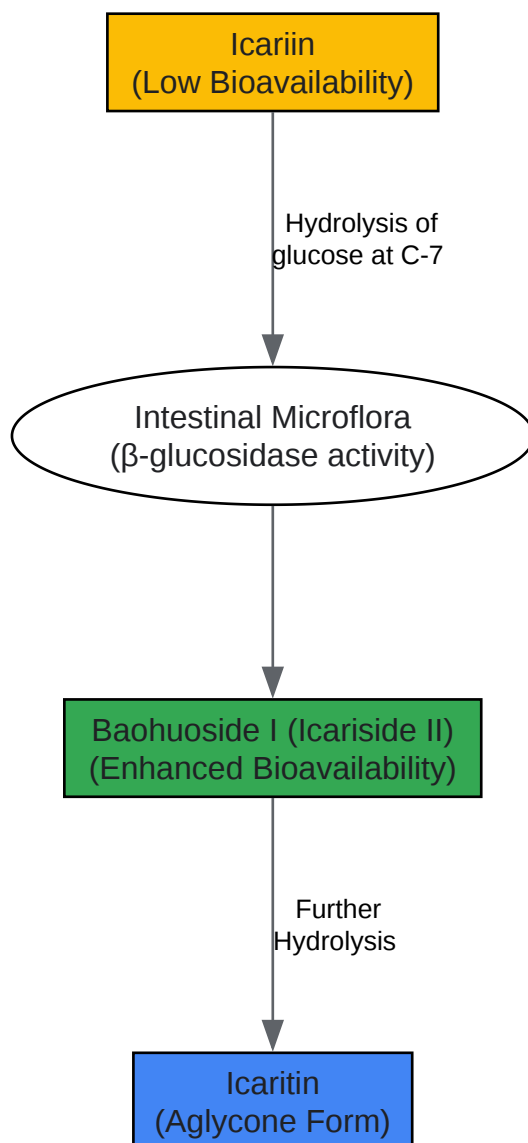 Icariin
(Low Bioavailability)
Hydrolysis of
glucose at C-7
Intestinal Microflora
(β-glucosidase activity)
Baohuoside I (Icariside II)
(Enhanced Bioavailability)
Further
Hydrolysis
Icaritin
(Aglycone Form)